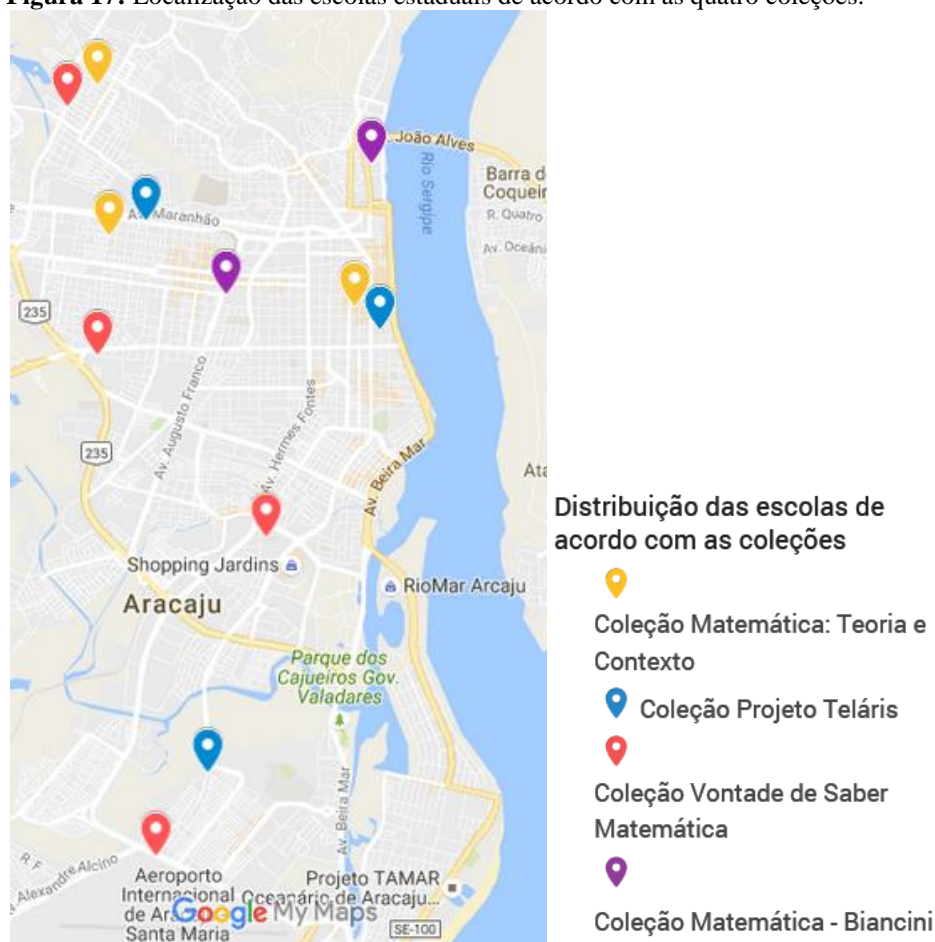 Figura 17: Localização das escolas estaduais de acordo com as quatro coleções.
João Alves
Rio Sergipe
Barra d
Coqueir
R. Quatro
Av. Oceâni
Av. Maranhão
235
Av. Augusto Franco
Av. Hermes Fontes
235
Av. Beira Mar
Ata
Shopping Jardins
RioMar Arcaju
Aracaju
Parque dos
Cajueiros Gov.
Valadares
Av. Beira Mar
Alexandre Alcino
Aeroporto
Internacional
de Ar
Santa Maria
Projeto TAMAR
Oceanário de Aracaju...
Google My Maps
SE-100
Distribuição das escolas de
acordo com as coleções
Coleção Matemática: Teoria e
Contexto
Coleção Projeto Teláris
Coleção Vontade de Saber
Matemática
Coleção Matemática - Biancini